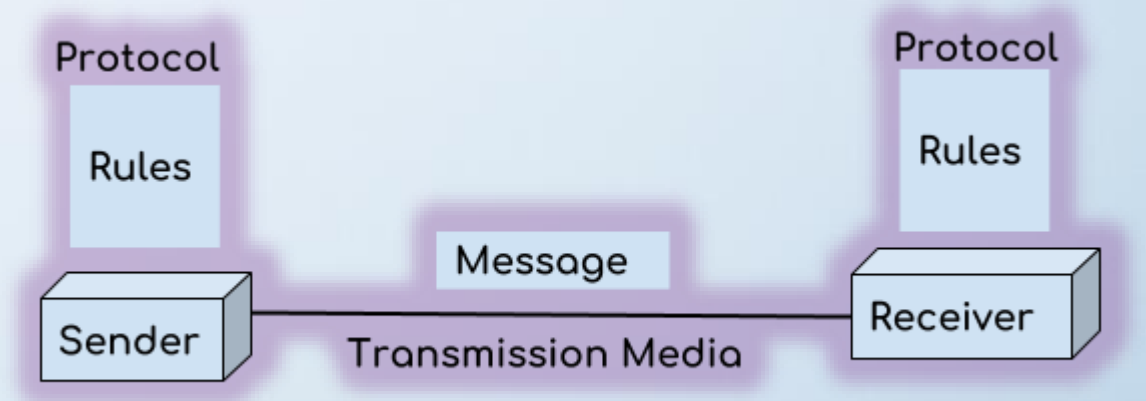 Protocol
Rules
Sender
Message
Transmission Media
Protocol
Rules
Receiver